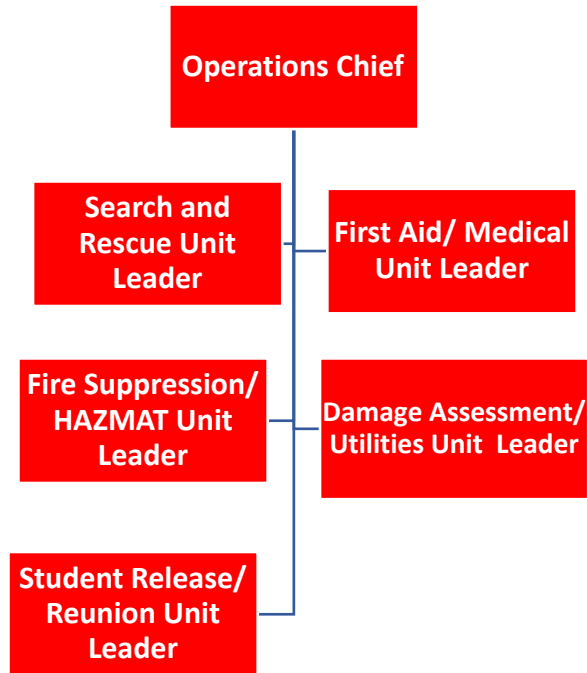 Operations Chief
Search and
Rescue Unit
Leader
First Aid/ Medical
Unit Leader
Fire Suppression/
HAZMAT Unit
Leader
Damage Assessment/
Utilities Unit  Leader
Student Release/
Reunion Unit
Leader